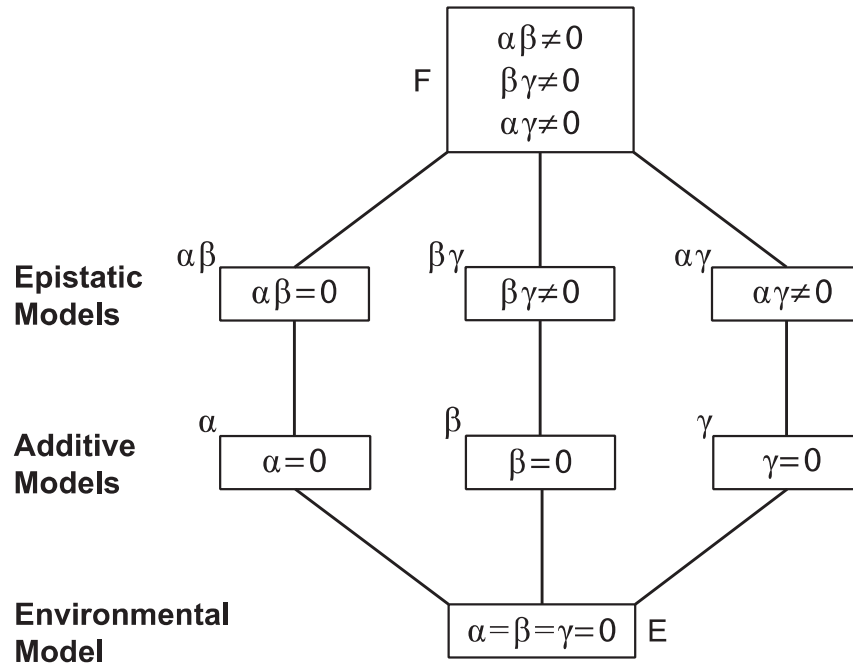 F
αβ≠0
βγ≠0
αγ≠0
Epistatic
Models
αβ
αβ=0
βγ
βγ≠0
αγ
αγ≠0
Additive
Models
α
α=0
β
β=0
γ
γ=0
Environmental
Model
α=β=γ=0
E